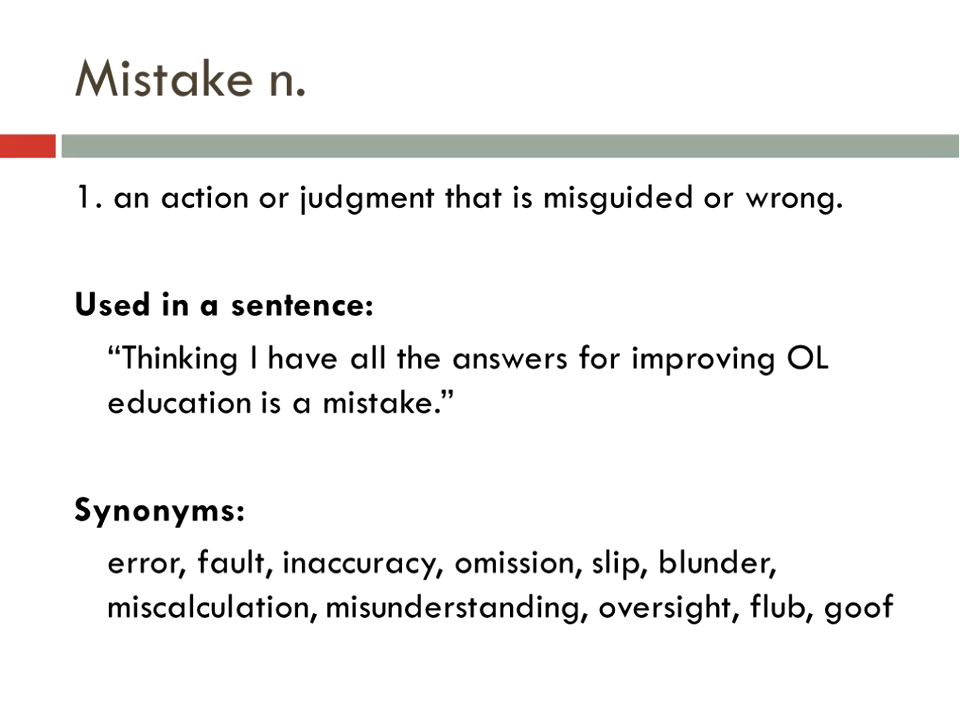 Mistake n.
1. an action or judgment that is misguided or wrong.
Used in a sentence:
“Thinking I have all the answers for improving OL
education is a mistake.”
Synonyms:
error, fault, inaccuracy, omission, slip, blunder,
miscalculation, misunderstanding, oversight, flub, goof